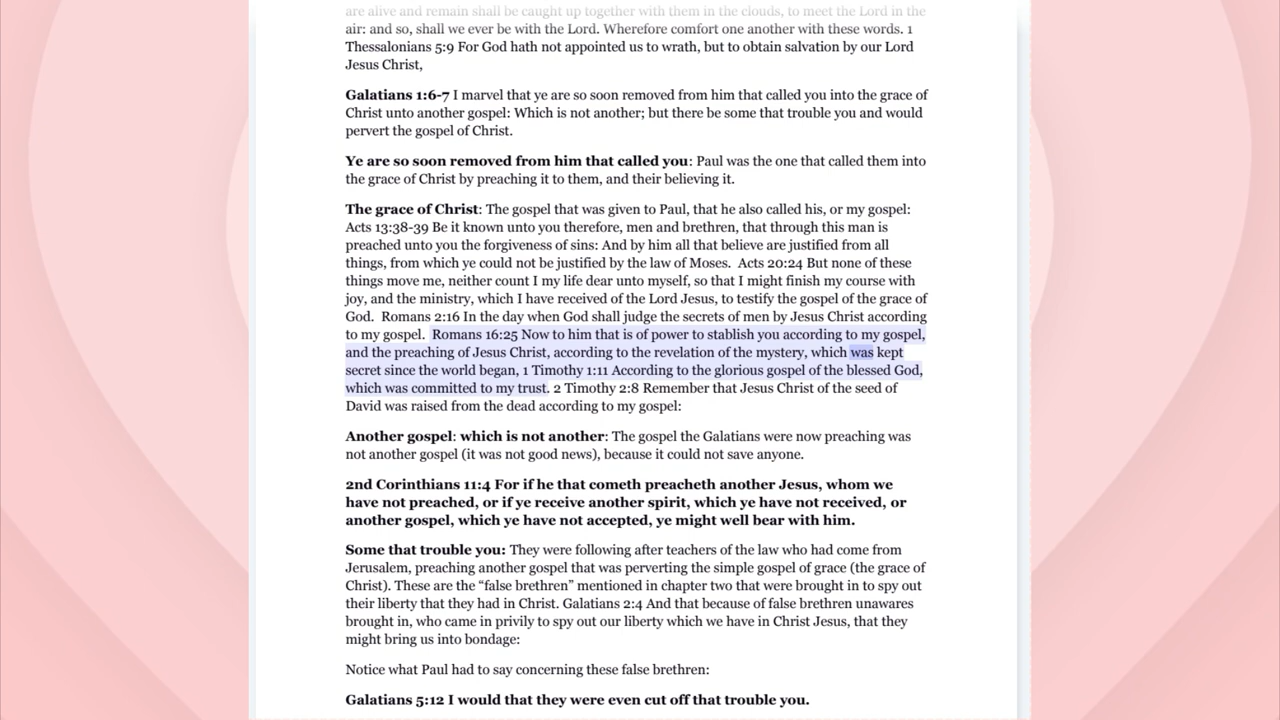 are alive and remain shall be caught up together with them in the clouds, to meet the Lord in the
air: and so, shall we ever be with the Lord. Wherefore comfort one another with these words. 1
Thessalonians 5:9 For God hath not appointed us to wrath, but to obtain salvation by our Lord
Jesus Christ,
Galatians 1:6-7 I marvel that ye are so soon removed from him that called you into the grace of
Christ unto another gospel: Which is not another; but there be some that trouble you and would
pervert the gospel of Christ.
Ye are so soon removed from him that called you: Paul was the one that called them into
the grace of Christ by preaching it to them, and their believing it.
The grace of Christ: The gospel that was given to Paul, that he also called his, or my gospel:
Acts 13:38-39 Be it known unto you therefore, men and brethren, that through this man is
preached unto you the forgiveness of sins: And by him all that believe are justified from all
things, from which ye could not be justified by the law of Moses.  Acts 20:24 But none of these
things move me, neither count I my life dear unto myself, so that I might finish my course with
joy, and the ministry, which I have received of the Lord Jesus, to testify the gospel of the grace of
God.  Romans 2:16 In the day when God shall judge the secrets of men by Jesus Christ according
to my gospel.  Romans 16:25 Now to him that is of power to stablish you according to my gospel,
and the preaching of Jesus Christ, according to the revelation of the mystery, which was kept
secret since the world began, 1 Timothy 1:11 According to the glorious gospel of the blessed God,
which was committed to my trust. 2 Timothy 2:8 Remember that Jesus Christ of the seed of
David was raised from the dead according to my gospel:
Another gospel: which is not another: The gospel the Galatians were now preaching was
not another gospel (it was not good news), because it could not save anyone.
2nd Corinthians 11:4 For if he that cometh preacheth another Jesus, whom we
have not preached, or if ye receive another spirit, which ye have not received, or
another gospel, which ye have not accepted, ye might well bear with him.
Some that trouble you: They were following after teachers of the law who had come from
Jerusalem, preaching another gospel that was perverting the simple gospel of grace (the grace of
Christ). These are the “false brethren” mentioned in chapter two that were brought in to spy out
their liberty that they had in Christ. Galatians 2:4 And that because of false brethren unawares
brought in, who came in privily to spy out our liberty which we have in Christ Jesus, that they
might bring us into bondage:
Notice what Paul had to say concerning these false brethren:
Galatians 5:12 I would that they were even cut off that trouble you.